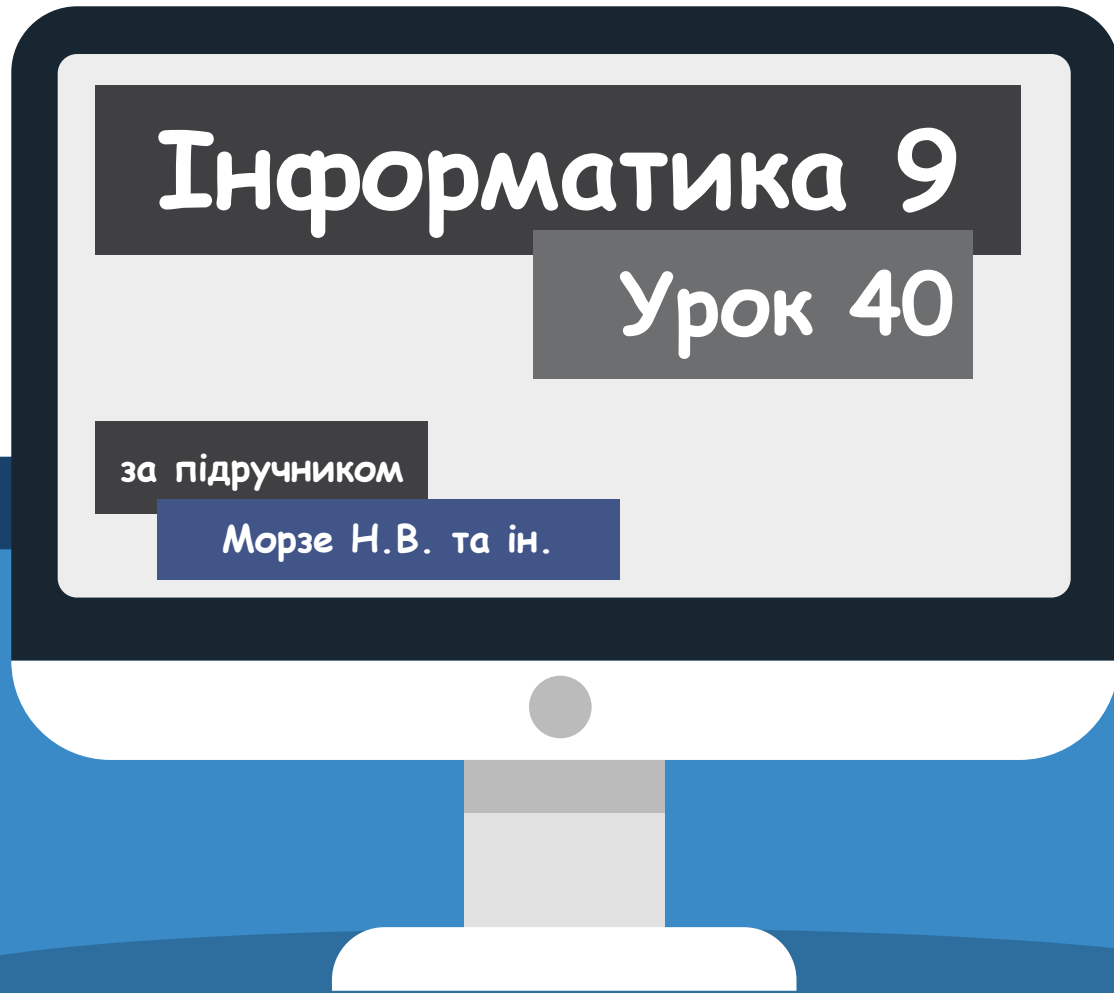 Інформатика 9
Урок 40
за підручником
Морзе Н.В. та ін.